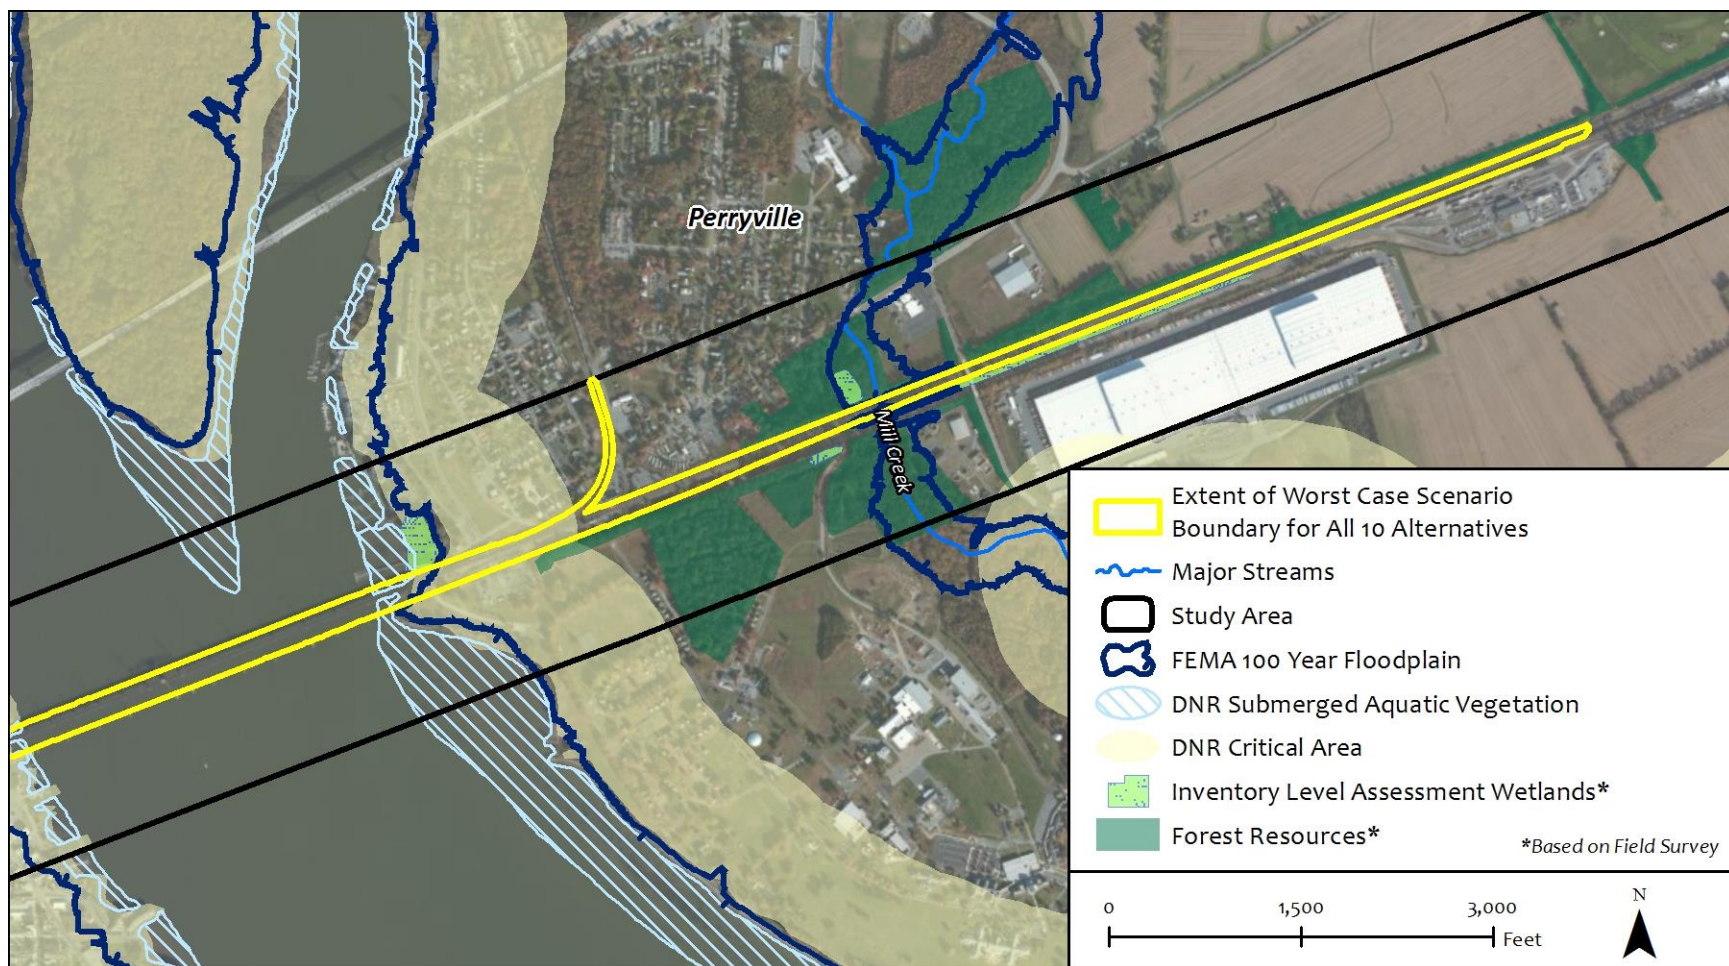 Perryville
Mill Creek
Extent of Worst Case Scenario
Boundary for All 10 Alternatives
Major Streams
Study Area
FEMA 100 Year Floodplain
DNR Submerged Aquatic Vegetation
DNR Critical Area
Inventory Level Assessment Wetlands*
Forest Resources*
*Based on Field Survey
0 1,500 3,000
Feet
N